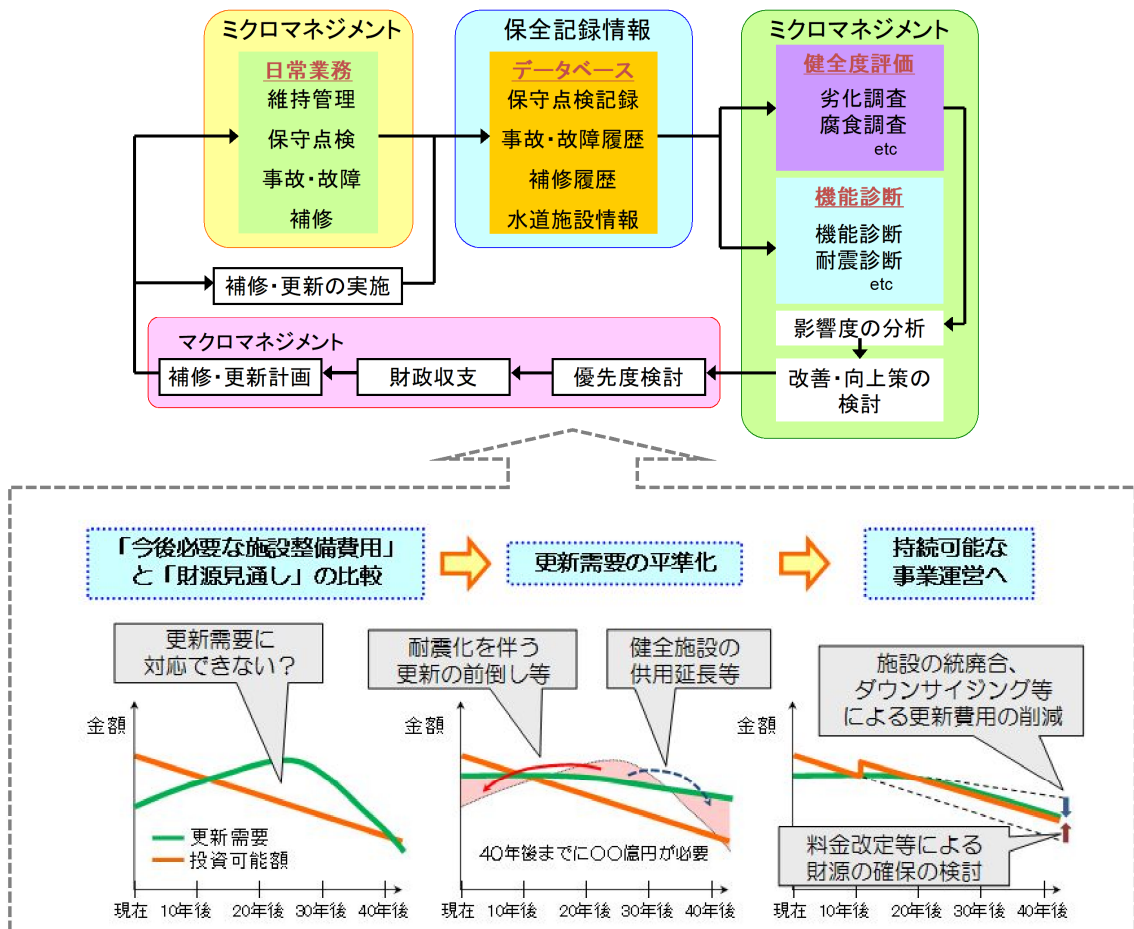 ミクロマネジメント
日常業務
維持管理
保守点検
事故・故障
補修
保全記録情報
データベース
保守点検記録
事故・故障履歴
補修履歴
水道施設情報
ミクロマネジメント
健全度評価
劣化調査
腐食調査
etc
機能診断
機能診断
耐震診断
etc
影響度の分析
改善・向上策の
検討
補修・更新の実施
マクロマネジメント
補修・更新計画
財政収支
優先度検討
「今後必要な施設整備費用」
と「財源見通し」の比較
更新需要の平準化
持続可能な
事業運営へ
更新需要に
対応できない？
金額
更新需要
投資可能額
現在
10年後
20年後
30年後
40年後
耐震化を伴う
更新の前倒し等
健全施設の
供用延長等
金額
40年後までに〇〇億円が必要
現在
10年後
20年後
30年後
40年後
施設の統廃合、
ダウンサイジング等
による更新費用の削減
金額
料金改定等による
財源の確保の検討
現在
10年後
20年後
30年後
40年後